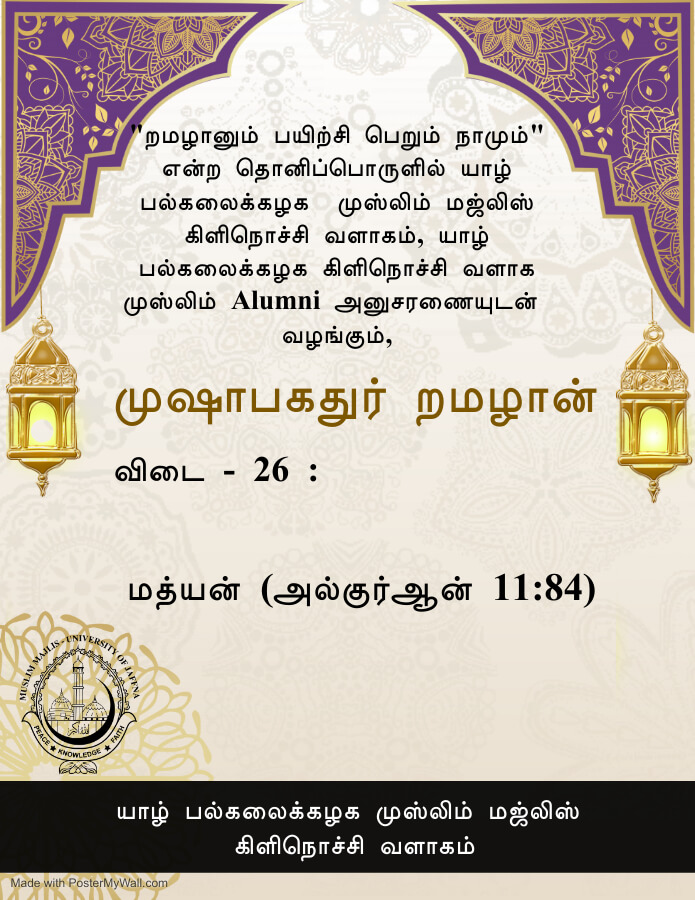 "றமழானும் பயிற்சி பெறும் நாமும்"
என்ற தொனிப்பொருளில் யாழ்
பல்கலைக்கழக முஸ்லிம் மஜ்லிஸ்
கிளிநொச்சி வளாகம், யாழ்
பல்கலைக்கழக கிளிநொச்சி வளாக
முஸ்லிம் Alumni அனுசரணையுடன்
வழங்கும்,
முஷாபகதுர் றமழான்
விடை - 26 :
மத்யன் (அல்குர்ஆன் 11:84)
MUSLIM MAJLIS - UNIVERSITY OF JAFFNA
PEACE ★ KNOWLEDGE ★ FAITH
யாழ் பல்கலைக்கழக முஸ்லிம் மஜ்லிஸ்
கிளிநொச்சி வளாகம்
Made with PosterMyWall.com